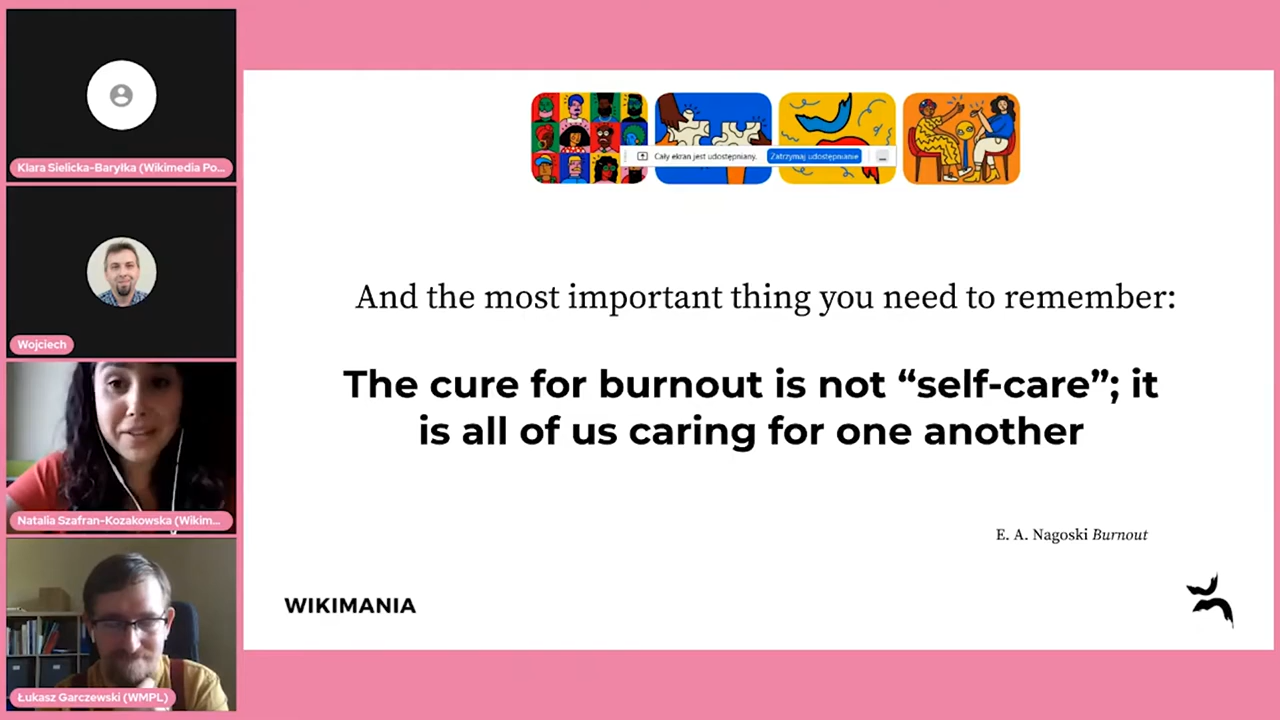 Klara Sielicka-Baryłka (Wikimedia Po...
Wojciech
Natalia Szafran-Kozakowska (Wikim...
Łukasz Garczewski (WMPL)
Cały ekran jest udostępniany.
Zatrzymaj udostępnianie
And the most important thing you need to remember:
The cure for burnout is not “self-care”; it
is all of us caring for one another
E. A. Nagoski Burnout
WIKIMANIA